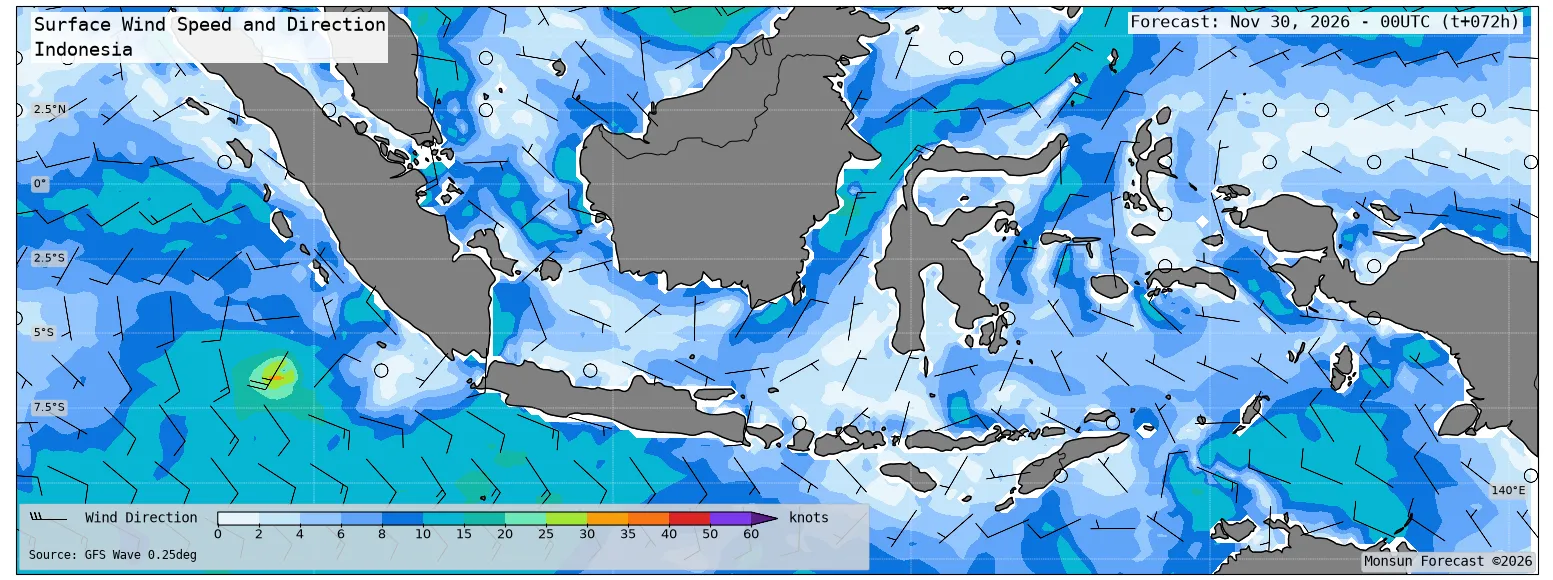 Surface Wind Speed and Direction
Indonesia
Forecast: Nov 30, 2026 - 00UTC (t+072h)
2.5°N
0°
2.5°S
5°S
7.5°S
140°E
Wind Direction
0 2 4 6 8 10 15 20 25 30 35 40 50 60
knots
Source: GFS Wave 0.25deg
Monsun Forecast ©2026